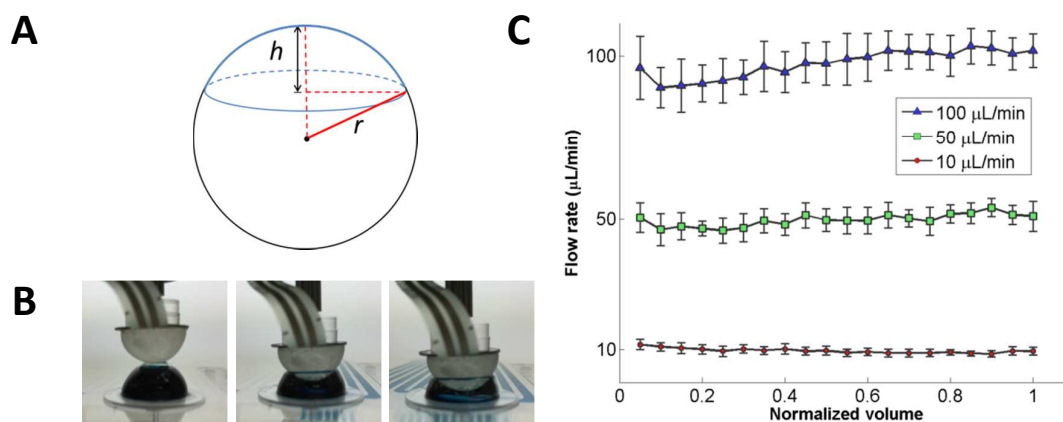 A
h
r
B
C
Flow rate (μL/min)
100
50
10
100 μL/min
50 μL/min
10 μL/min
0
0.2
0.4
0.6
0.8
1
Normalized volume